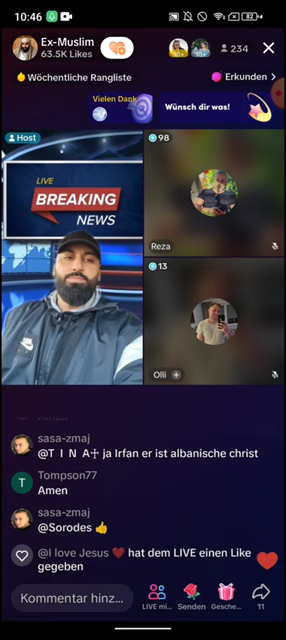 10:46
82
Ex-Muslim
63.5K Likes
234
Wöchentliche Rangliste
Erkunden >
Vielen Dank
Wünsch dir was!
Host
98
LIVE
BREAKING
NEWS
Reza
13
Olli
sasa-zmaj
@T I N A☦ ja Irfan er ist albanische christ
T
Tompson77
Amen
sasa-zmaj
@Sorodes 👍
@I love Jesus ❤️ hat dem LIVE einen Like
gegeben
Kommentar hinz...
LIVE mi...
Senden
Gesche...
11